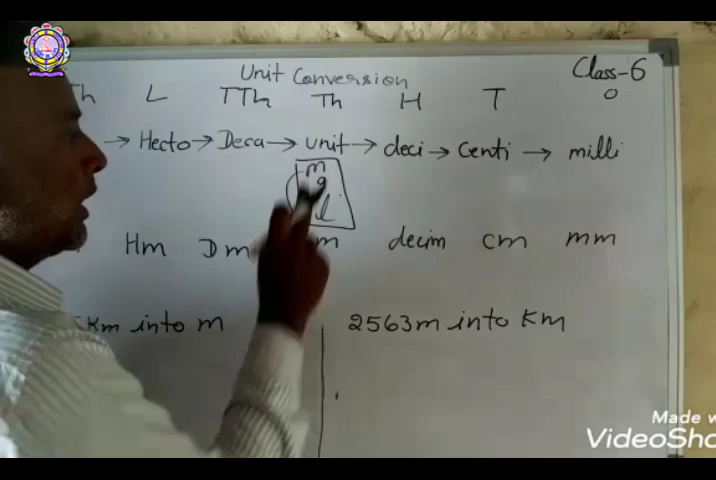 Unit Conversion Class-6
L TTh Th H T O
→ Hecto → Deca → unit → deci → Centi → milli
m
g
l
Hm Dm m decim cm mm
Km into m 2563m into Km
Made
VideoSho